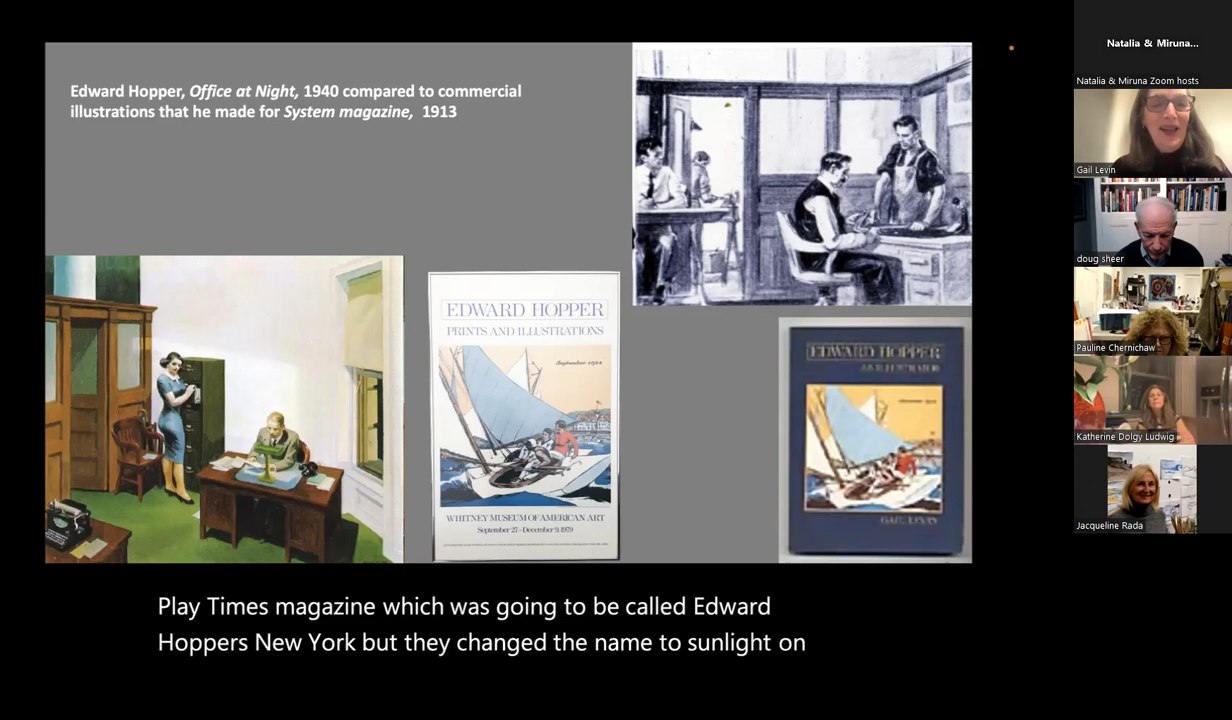 Edward Hopper, Office at Night, 1940 compared to commercial
illustrations that he made for System magazine, 1913
EDWARD HOPPER
PRINTS AND ILLUSTRATIONS
September 1924
WHITNEY MUSEUM OF AMERICAN ART
September 27 - December 9, 1979
EDWARD HOPPER
AS ILLUSTRATOR
GAIL LEVIN
Play Times magazine which was going to be called Edward
Hoppers New York but they changed the name to sunlight on
Natalia & Miruna...
Natalia & Miruna Zoom hosts
Gail Levin
doug sheer
Pauline Chernichaw
Katherine Dolgy Ludwig
Jacqueline Rada